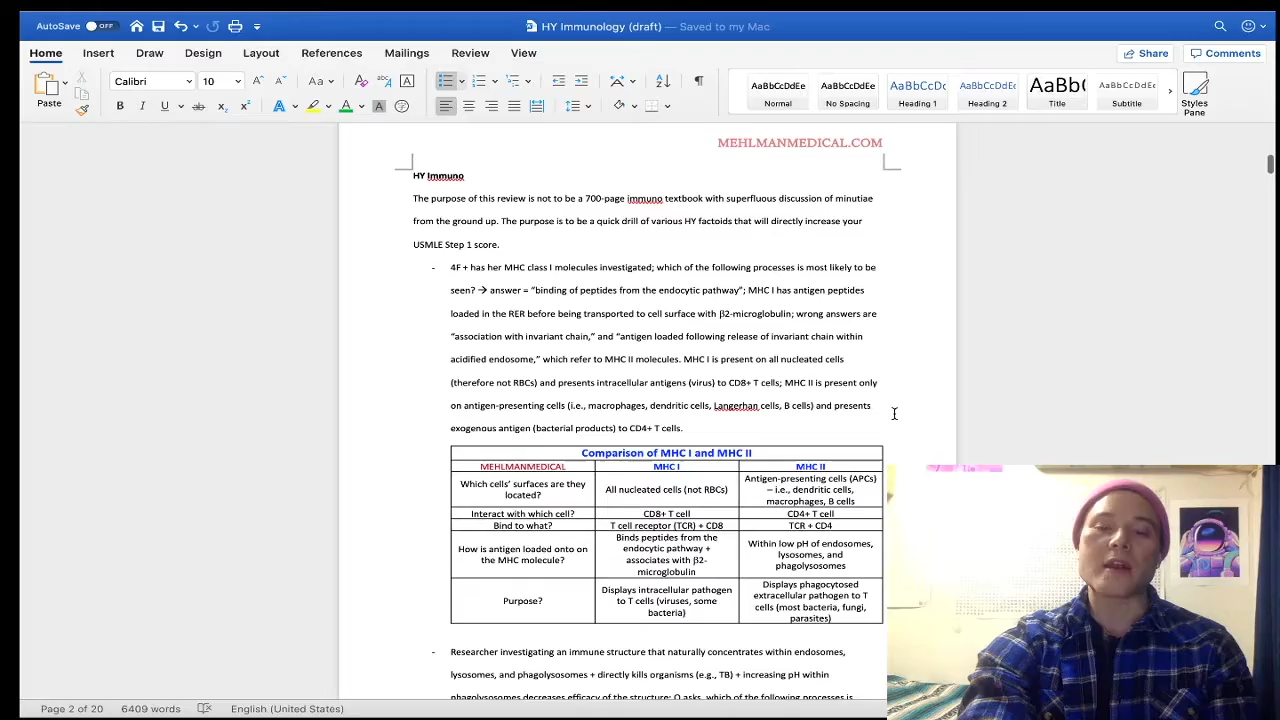 AutoSave OFF
HY Immunology (draft) — Saved to my Mac
Home Insert Draw Design Layout References Mailings Review View
Share Comments
Paste
Calibri 10
AaBbCcDdEe AaBbCcDdEe AaBbCcDc AaBbCcDdEe AaBb( AaBbCcDdEe
Normal No Spacing Heading 1 Heading 2 Title Subtitle
Styles
Pane
MEHLMANMEDICAL.COM
HY Immuno
The purpose of this review is not to be a 700-page immuno textbook with superfluous discussion of minutiae
from the ground up. The purpose is to be a quick drill of various HY factoids that will directly increase your
USMLE Step 1 score.
- 4F + has her MHC class I molecules investigated; which of the following processes is most likely to be
seen? → answer = “binding of peptides from the endocytic pathway”; MHC I has antigen peptides
loaded in the RER before being transported to cell surface with β2-microglobulin; wrong answers are
“association with invariant chain,” and “antigen loaded following release of invariant chain within
acidified endosome,” which refer to MHC II molecules. MHC I is present on all nucleated cells
(therefore not RBCs) and presents intracellular antigens (virus) to CD8+ T cells; MHC II is present only
on antigen-presenting cells (i.e., macrophages, dendritic cells, Langerhan cells, B cells) and presents
exogenous antigen (bacterial products) to CD4+ T cells.
Comparison of MHC I and MHC II
MEHLMANMEDICAL MHC I MHC II
Which cells’ surfaces are they
located?
All nucleated cells (not RBCs)
Antigen-presenting cells (APCs)
– i.e., dendritic cells,
macrophages, B cells
Interact with which cell? CD8+ T cell CD4+ T cell
Bind to what? T cell receptor (TCR) + CD8 TCR + CD4
How is antigen loaded onto on
the MHC molecule?
Binds peptides from the
endocytic pathway +
associates with β2-
microglobulin
Within low pH of endosomes,
lysosomes, and
phagolysosomes
Purpose?
Displays intracellular pathogen
to T cells (viruses, some
bacteria)
Displays phagocytosed
extracellular pathogen to T
cells (most bacteria, fungi,
parasites)
- Researcher investigating an immune structure that naturally concentrates within endosomes,
lysosomes, and phagolysosomes + directly kills organisms (e.g., TB) + increasing pH within
phagolysosomes decreases efficacy of the structure; Q asks, which of the following processes is
Page 2 of 20 6409 words English (United States)